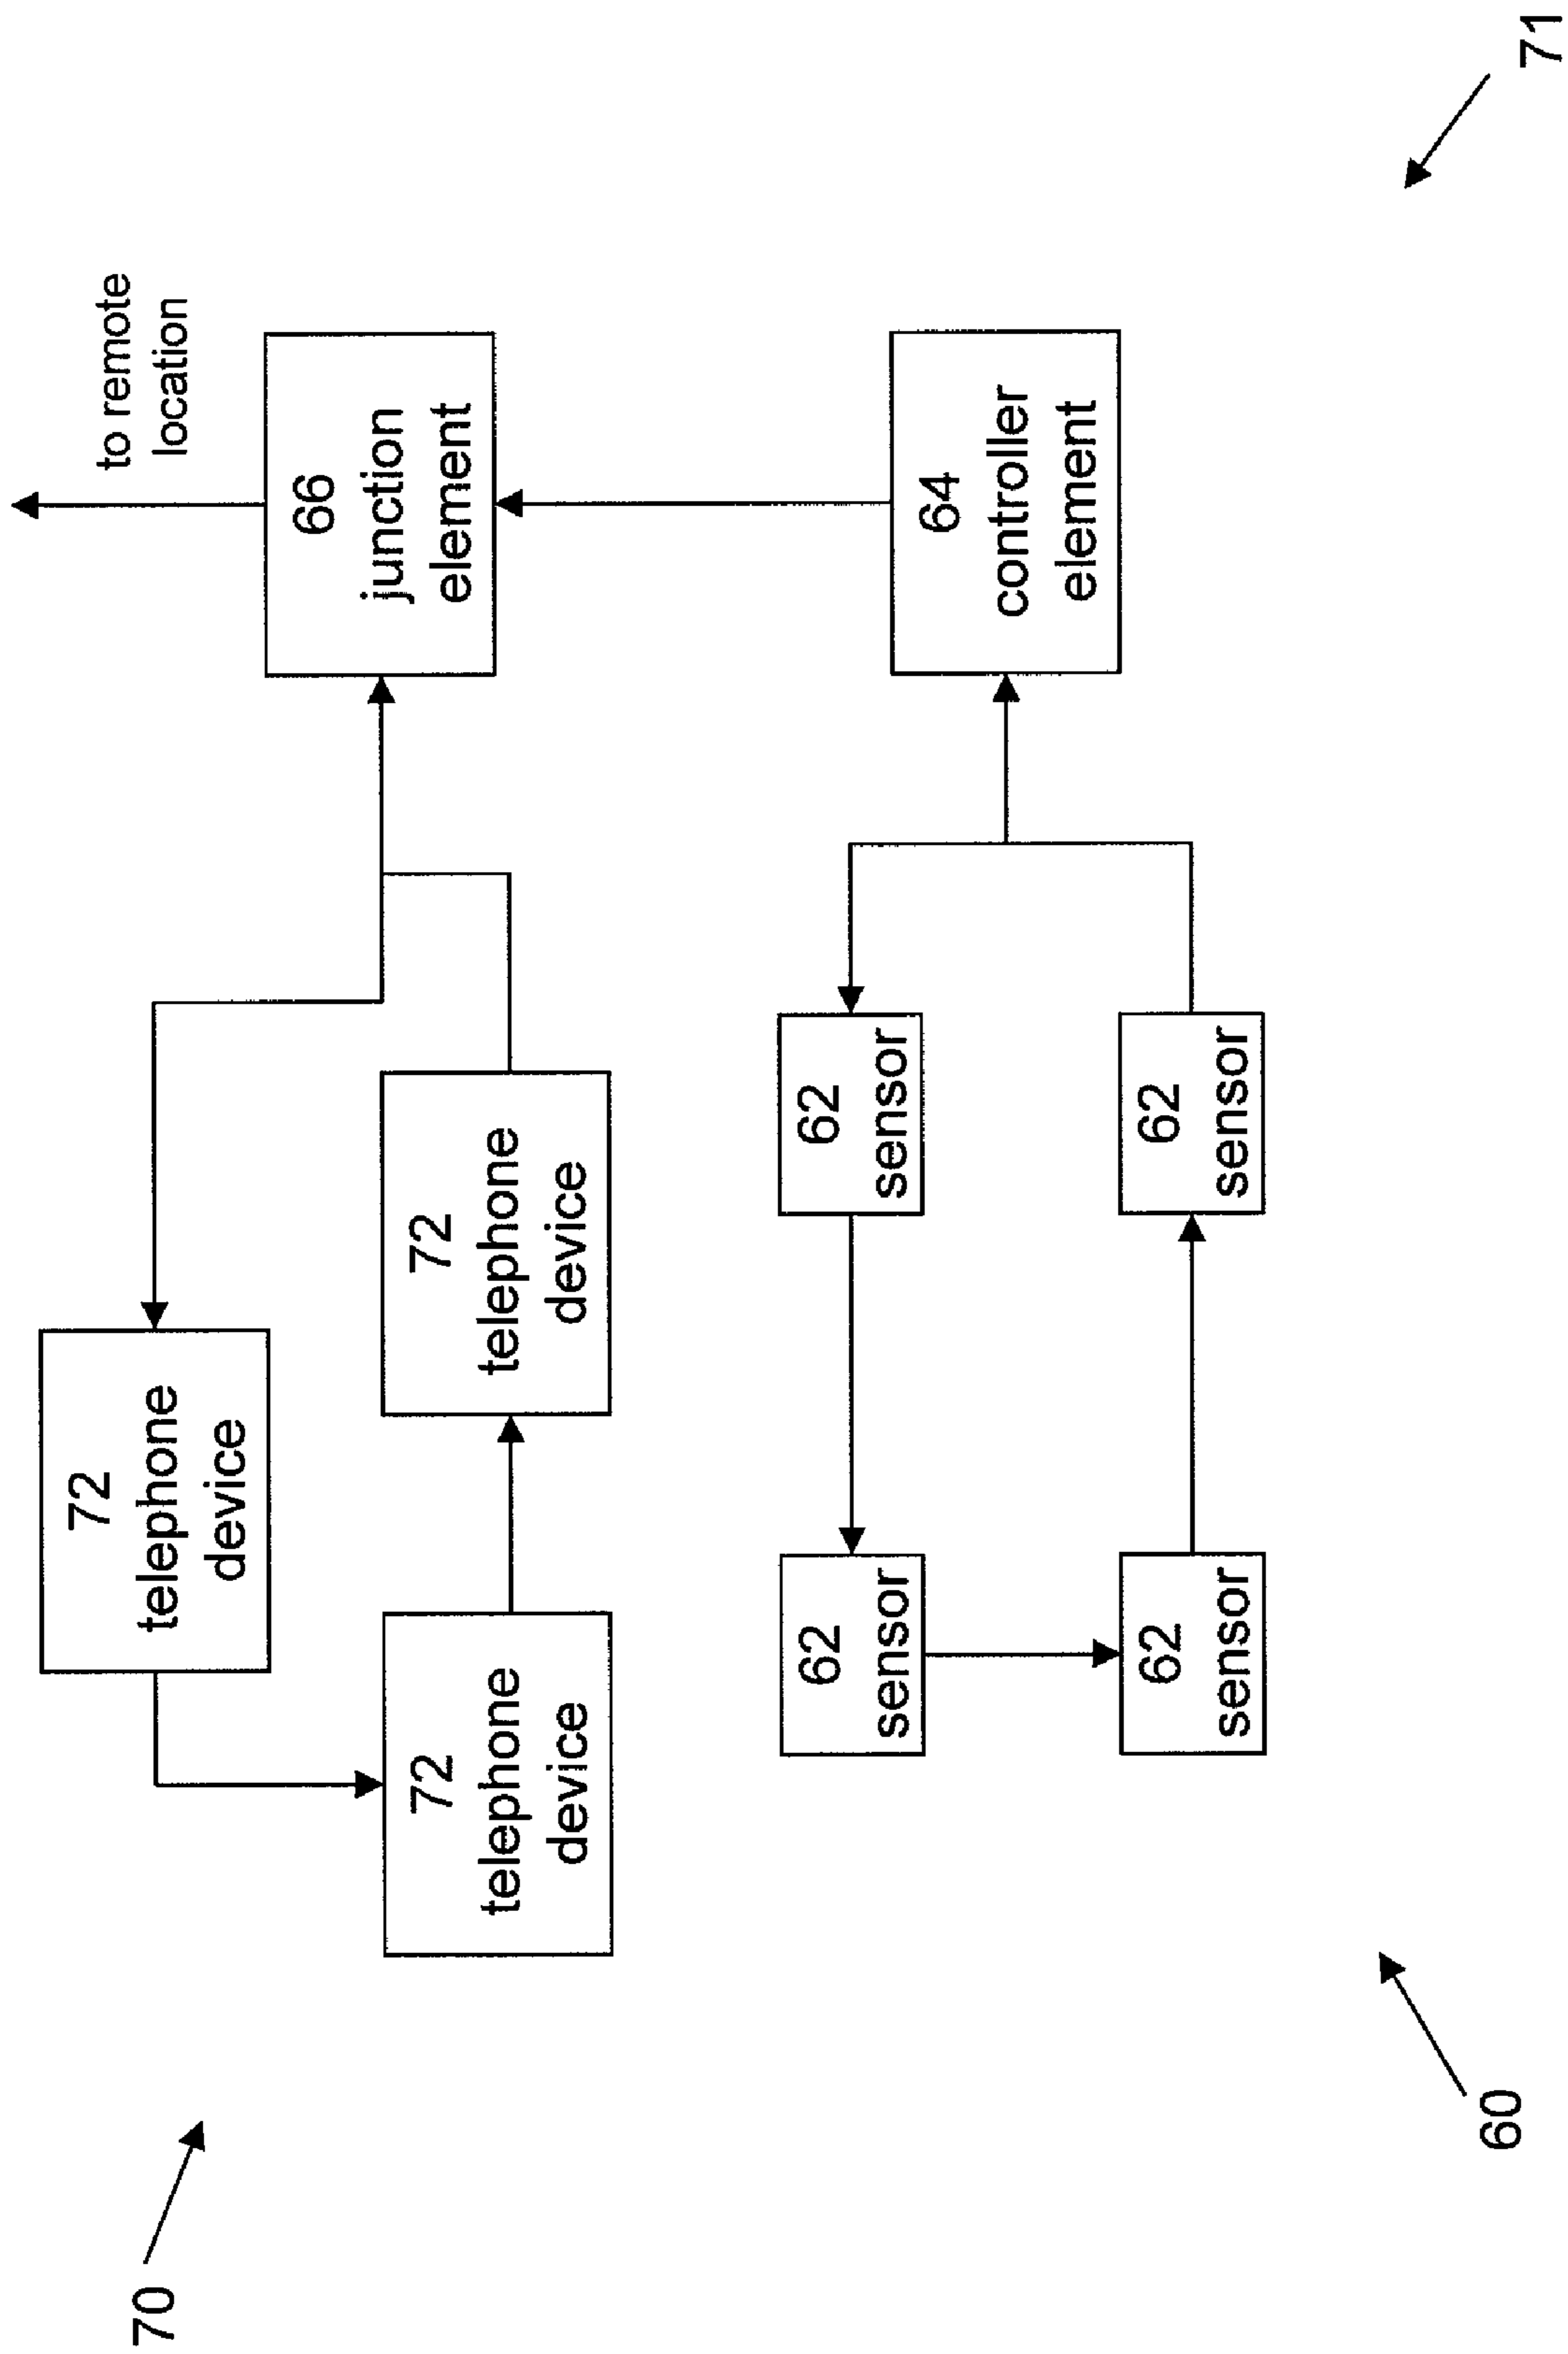 70
72
telephone
device
to remote
location
66
junction
element
72
telephone
device
72
telephone
device
62
sensor
62
sensor
64
controller
element
62
sensor
62
sensor
60
71